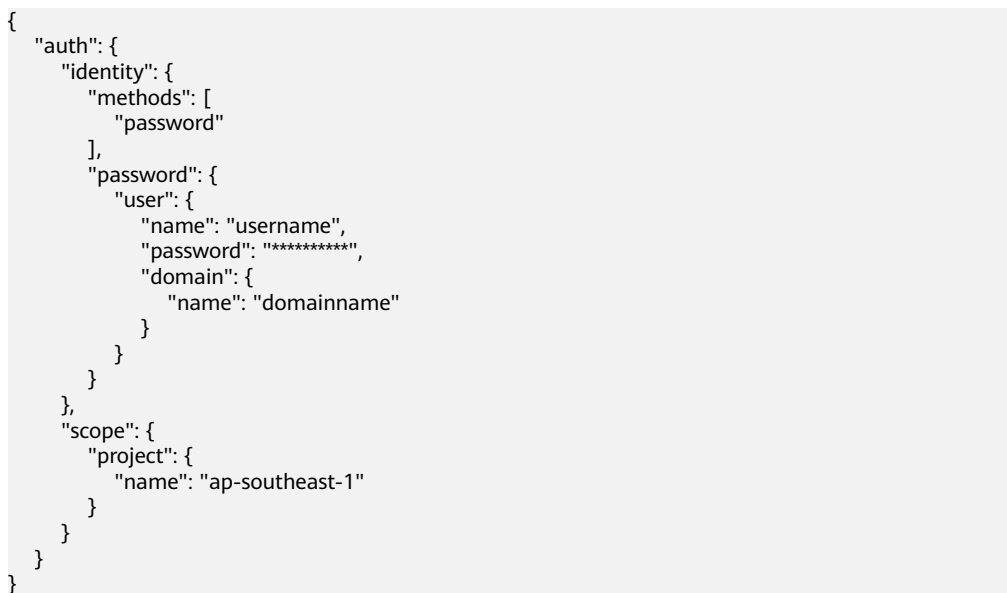 {
"auth": {
"identity": {
"methods": [
"password"
],
"password": {
"user": {
"name": "username",
"password": "**********",
"domain": {
"name": "domainname"
}
}
}
},
"scope": {
"project": {
"name": "ap-southeast-1"
}
}
}
}